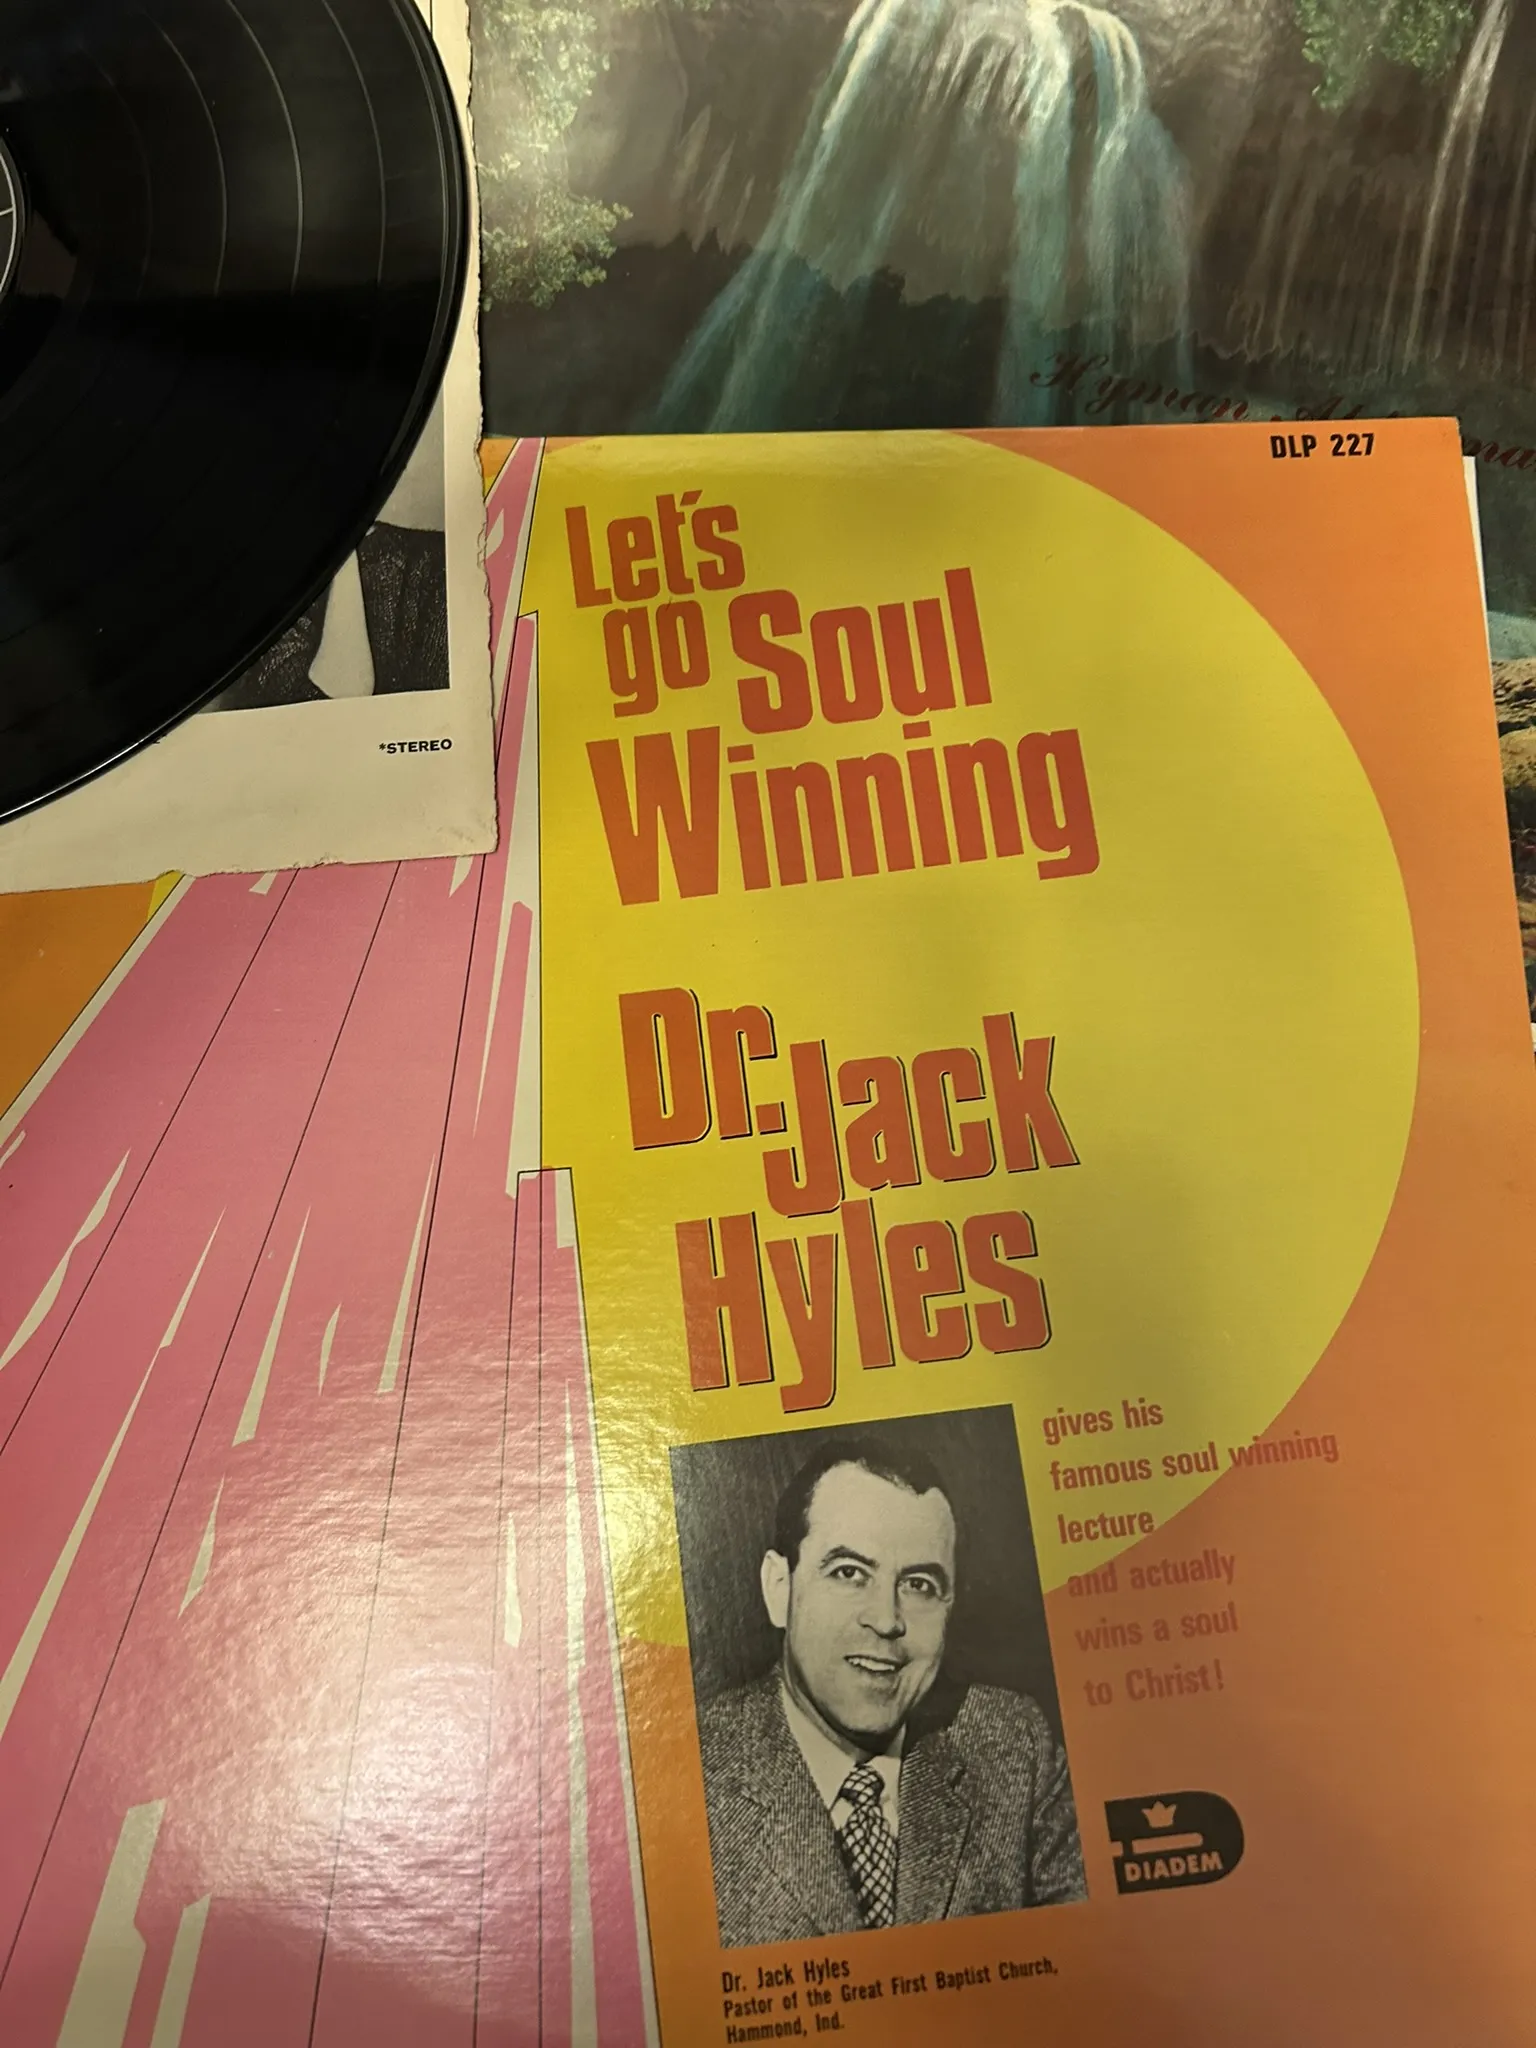 Hyman
DLP 227
Let's
go Soul
Winning
*STEREO
Dr. Jack
Hyles
gives his
famous soul winning
lecture
and actually
wins a soul
to Christ!
DIADEM
Dr. Jack Hyles
Pastor of the Great First Baptist Church,
Hammond, Ind.